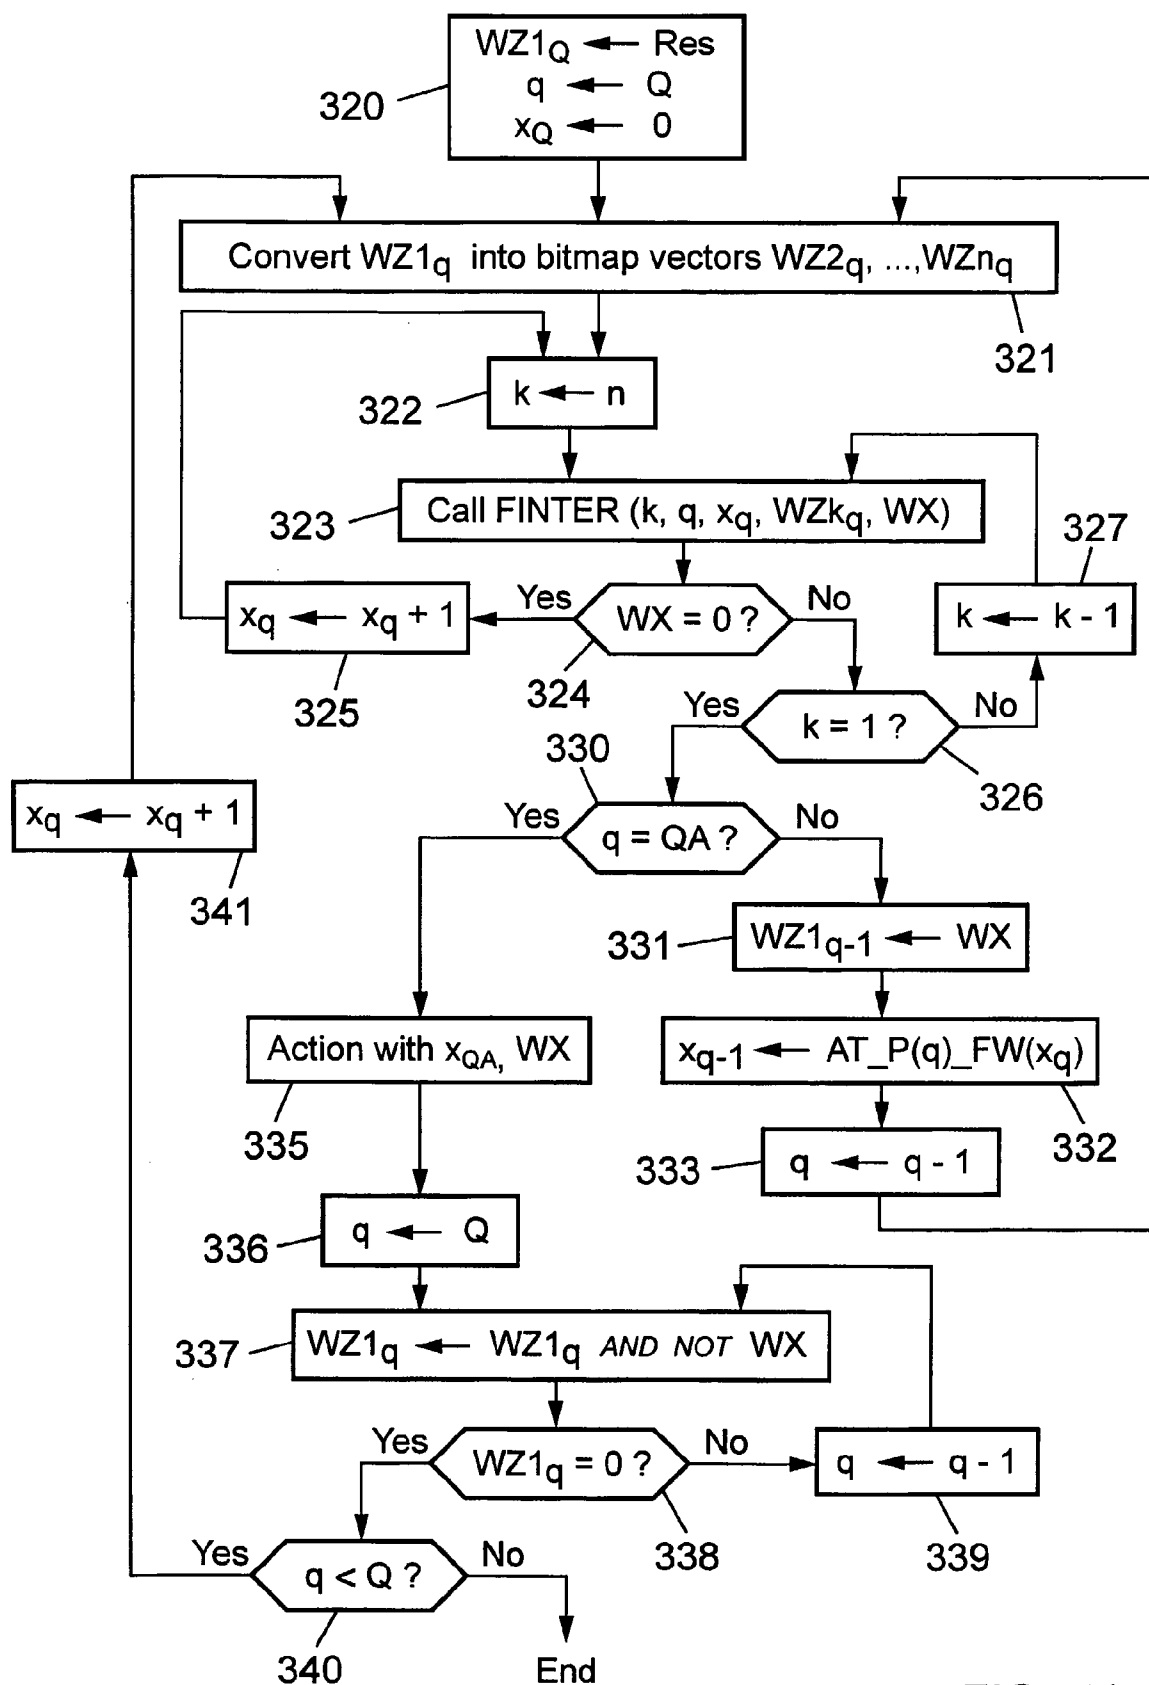 WZ1Q ← Res
q ← Q
320
xQ ← 0
Convert WZ1q into bitmap vectors WZ2q, ...,WZnq
321
k ← n
322
Call FINTER (k, q, xq, WZkq, WX)
323
327
Yes
No
xq ← xq + 1
WX = 0 ?
k ← k - 1
324
325
Yes
No
k = 1 ?
330
326
xq ← xq + 1
Yes
No
q = QA ?
341
331
WZ1q-1 ← WX
Action with xQA, WX
xq-1 ← AT_P(q)_FW(xq)
335
332
333
q ← q - 1
336
q ← Q
337
WZ1q ← WZ1q AND NOT WX
Yes
No
WZ1q = 0 ?
q ← q - 1
338
339
Yes
No
q < Q ?
340
End